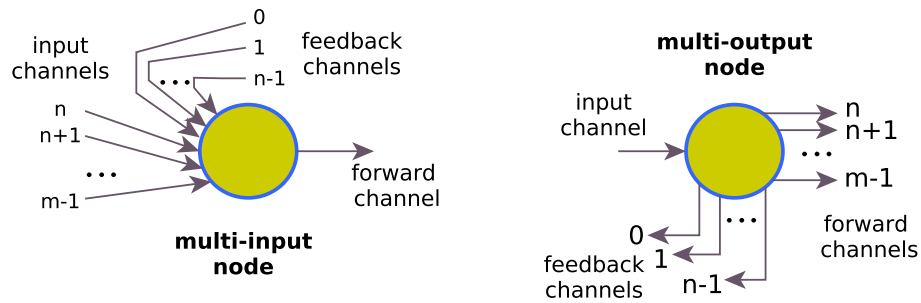 0
1
n-1
feedback
channels
input
channels
n
n+1
...
m-1
...
forward
channel
multi-input
node
multi-output
node
input
channel
n
n+1
...
m-1
forward
channels
...
0
1
n-1
feedback
channels